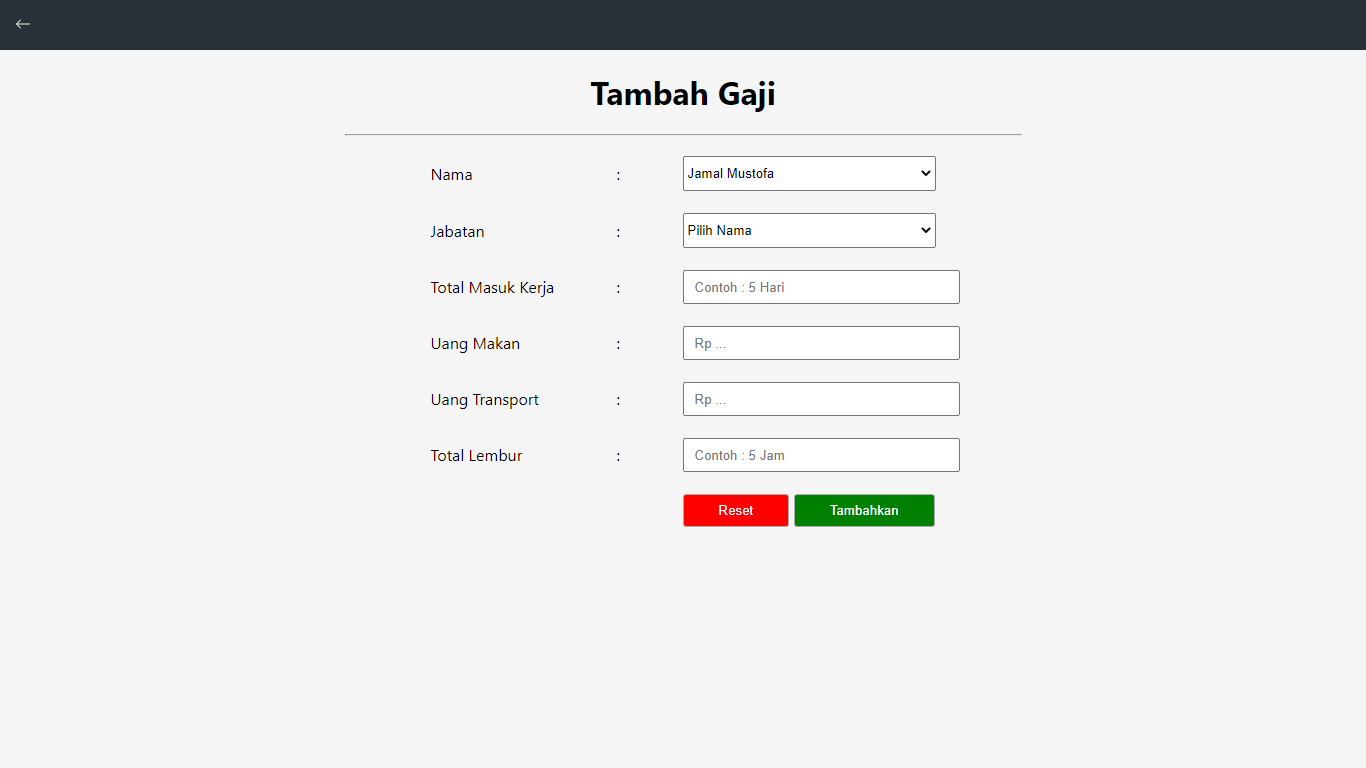 Tambah Gaji
Nama : Jamal Mustofa
Jabatan : Pilih Nama
Total Masuk Kerja : Contoh : 5 Hari
Uang Makan : Rp ...
Uang Transport : Rp ...
Total Lembur : Contoh : 5 Jam
Reset Tambahkan